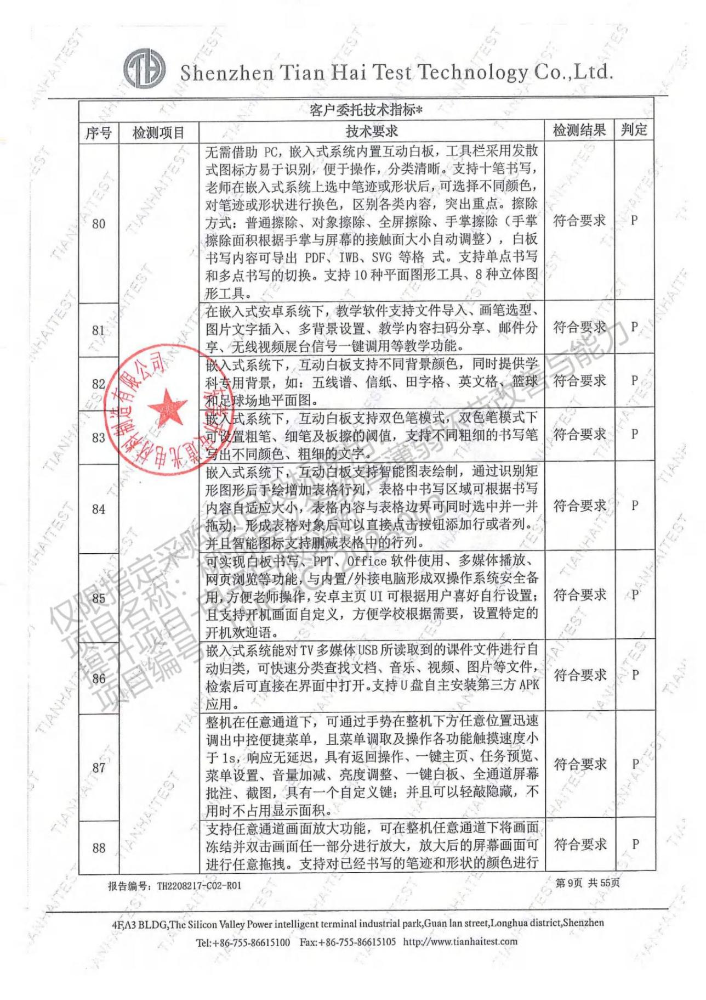 TH Shenzhen Tian Hai Test Technology Co.,Ltd.
客户委托技术指标*
序号 检测项目 技术要求 检测结果 判定
80 符合要求 P
无需借助 PC，嵌入式系统内置互动白板，工具栏采用发散
式图标方易于识别，便于操作，分类清晰。支持十笔书写，
老师在嵌入式系统上选中笔迹或形状后，可选择不同颜色，
对笔迹或形状进行换色，区别各类内容，突出重点。擦除
方式：普通擦除、对象擦除、全屏擦除、手掌擦除（手掌
擦除面积根据手掌与屏幕的接触面大小自动调整），白板
书写内容可导出 PDF、IWB、SVG 等格 式。支持单点书写
和多点书写的切换。支持 10 种平面图形工具、8 种立体图
形工具。
81 符合要求 P
在嵌入式安卓系统下，教学软件支持文件导入、画笔选型、
图片文字插入、多背景设置、教学内容扫码分享、邮件分
享、无线视频展台信号一键调用等教学功能。
82 符合要求 P
嵌入式系统下，互动白板支持不同背景颜色，同时提供学
科专用背景，如：五线谱、信纸、田字格、英文格、篮球
和足球场地平面图。
83 符合要求 P
嵌入式系统下，互动白板支持双色笔模式，双色笔模式下
可设置粗笔、细笔及板擦的阈值，支持不同粗细的书写笔
写出不同颜色、粗细的文字。
84 符合要求 P
嵌入式系统下，互动白板支持智能图表绘制，通过识别矩
形图形后手绘增加表格行列，表格中书写区域可根据书写
内容自适应大小，表格内容与表格边界可同时选中并一并
拖动；形成表格对象后可以直接点击按钮添加行或者列。
并且智能图标支持删减表格中的行列。
85 符合要求 P
可实现白板书写、PPT、Office 软件使用、多媒体播放、
网页浏览等功能，与内置/外接电脑形成双操作系统安全备
用，方便老师操作，安卓主页 UI 可根据用户喜好自行设置；
且支持开机画面自定义，方便学校根据需要，设置特定的
开机欢迎语。
86 符合要求 P
嵌入式系统能对 TV 多媒体 USB 所读取到的课件文件进行自
动归类，可快速分类查找文档、音乐、视频、图片等文件，
检索后可直接在界面中打开。支持 U 盘自主安装第三方 APK
应用。
87 符合要求 P
整机在任意通道下，可通过手势在整机下方任意位置迅速
调出中控便捷菜单，且菜单调取及操作各功能触摸速度小
于 1s，响应无延迟，具有返回操作、一键主页、任务预览、
菜单设置、音量加减、亮度调整、一键白板、全通道屏幕
批注、截图，具有一个自定义键；并且可以轻敲隐藏，不
用时不占用显示面积。
88 符合要求 P
支持任意通道画面放大功能，可在整机任意通道下将画面
冻结并双击画面任一部分进行放大，放大后的屏幕画面可
进行任意拖拽。支持对已经书写的笔迹和形状的颜色进行
报告编号：TH2208217-C02-R01 第 9页 共 55页
4F,A3 BLDG,The Silicon Valley Power intelligent terminal industrial park,Guan lan street,Longhua district,Shenzhen
Tel:+86-755-86615100 Fax:+86-755-86615105 http://www.tianhaitest.com